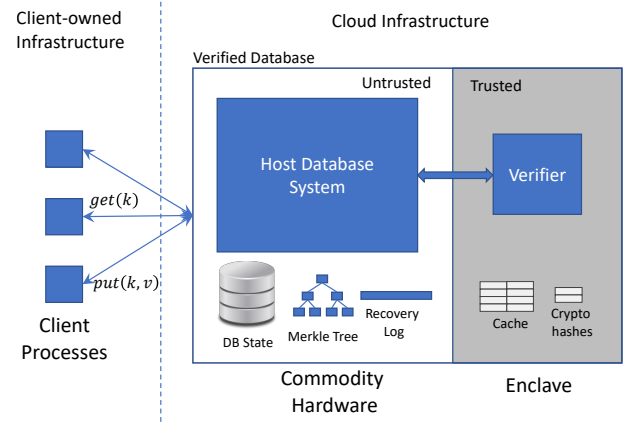 Client-owned
Infrastructure
Cloud Infrastructure
Verified Database
Untrusted
Trusted
Host Database
System
Verifier
get(k)
put(k, v)
Client
Processes
DB State
Merkle Tree
Recovery
Log
Cache
Crypto
hashes
Commodity
Hardware
Enclave